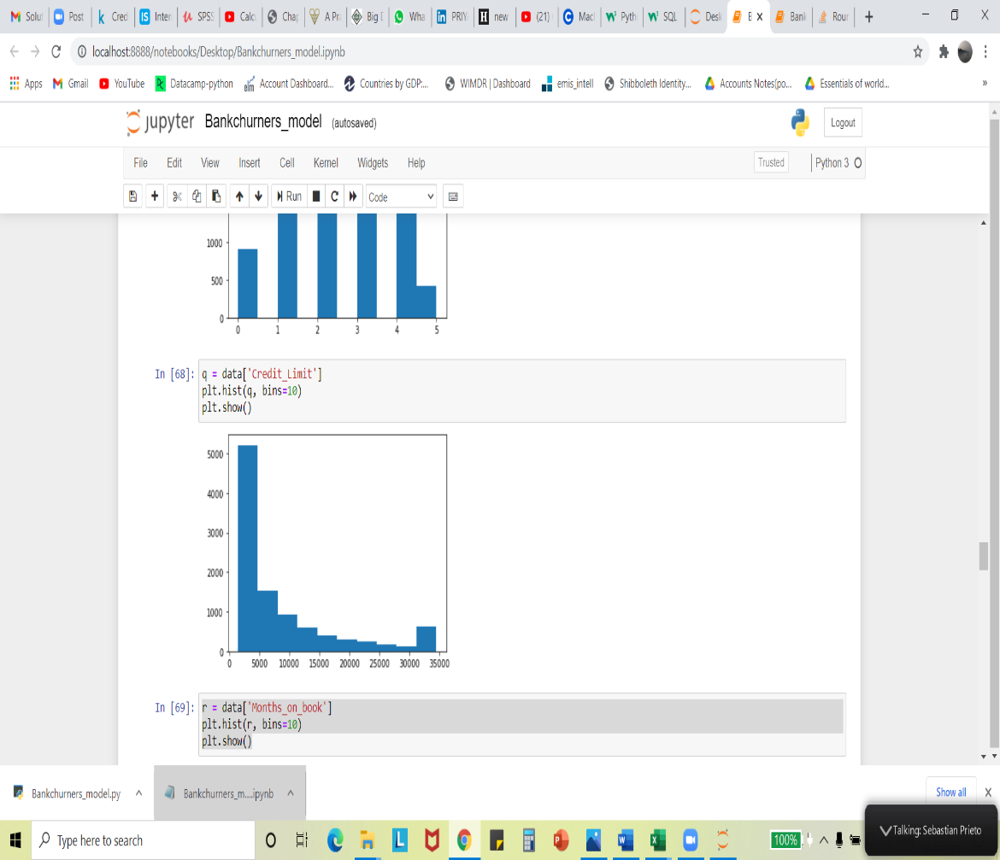 Solut Post Cred Inter SPSS Calc Chap A Pra Big D Wha PRIY new (21) Mach Pyth SQL Desk B Bank Roun
localhost:8888/notebooks/Desktop/Bankchurners_model.ipynb
Apps Gmail YouTube Datacamp-python Account Dashboard... Countries by GDP:... WIMDR | Dashboard emis_intell Shibboleth Identity... Accounts Notes(po... Essentials of world... »
jupyter Bankchurners_model (autosaved) Logout
File Edit View Insert Cell Kernel Widgets Help Trusted Python 3
Run Code
1000
500
0
0 1 2 3 4 5
In [68]: q = data['Credit_Limit']
plt.hist(q, bins=10)
plt.show()
5000
4000
3000
2000
1000
0
0 5000 10000 15000 20000 25000 30000 35000
In [69]: r = data['Months_on_book']
plt.hist(r, bins=10)
plt.show()
Bankchurners_model.py Bankchurners_m....ipynb Show all
Talking: Sebastian Prieto
Type here to search 100%